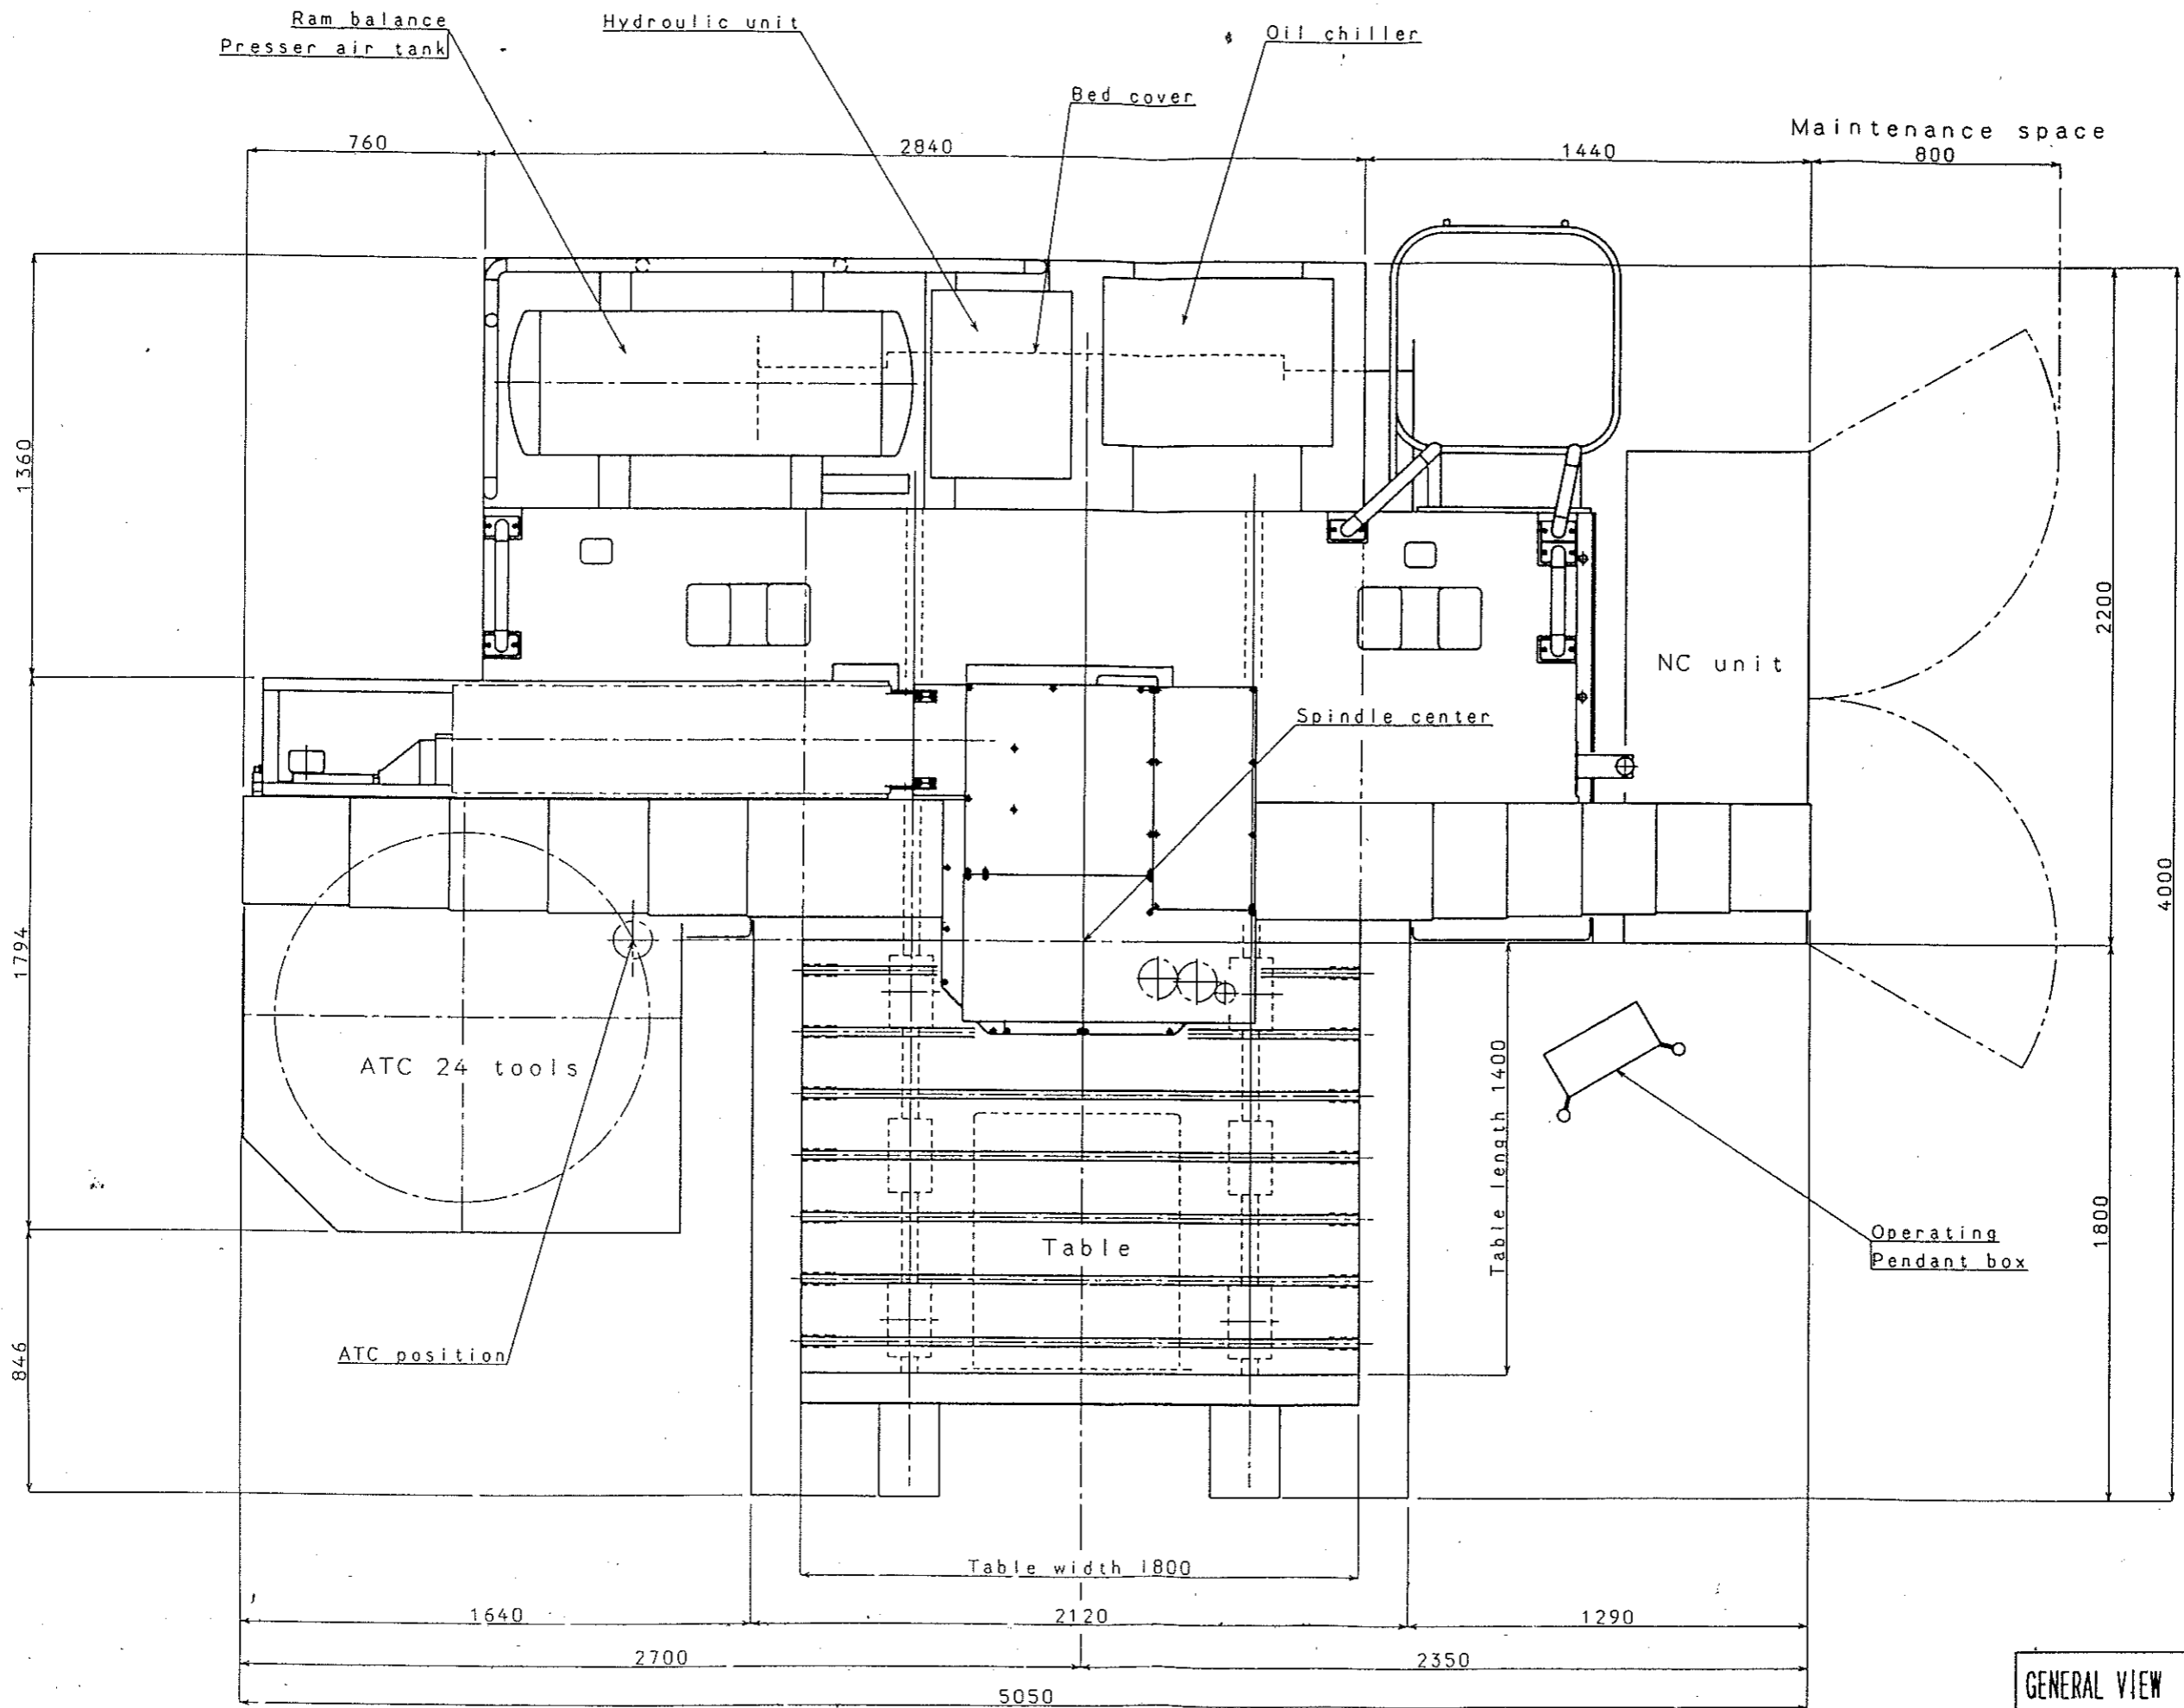 Ram balance
Presser air tank
Hydroulic unit
Oil chiller
Bed cover
Maintenance space
760
2840
1440
800
1360
2200
NC unit
Spindle center
4000
1794
ATC 24 tools
Table length 1400
1800
Operating
Pendant box
Table
ATC position
846
Table width 1800
1640
2120
1290
2700
2350
5050
GENERAL VIEW